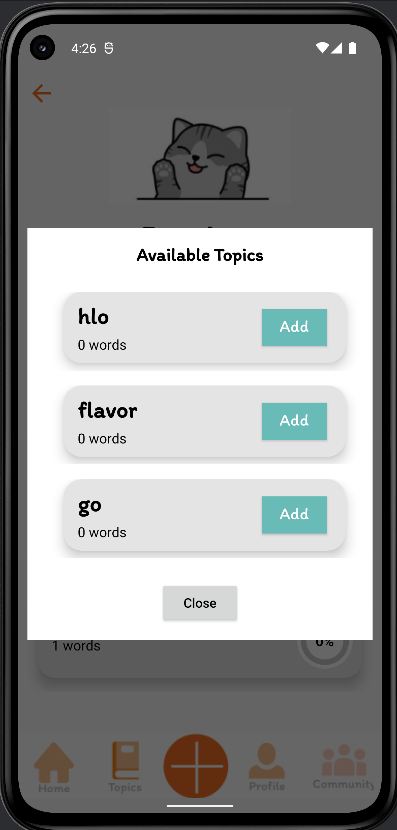 4:26
Available Topics
hlo
0 words
Add
flavor
0 words
Add
go
0 words
Add
Close
1 words
0%
Home
Topics
Profile
Community